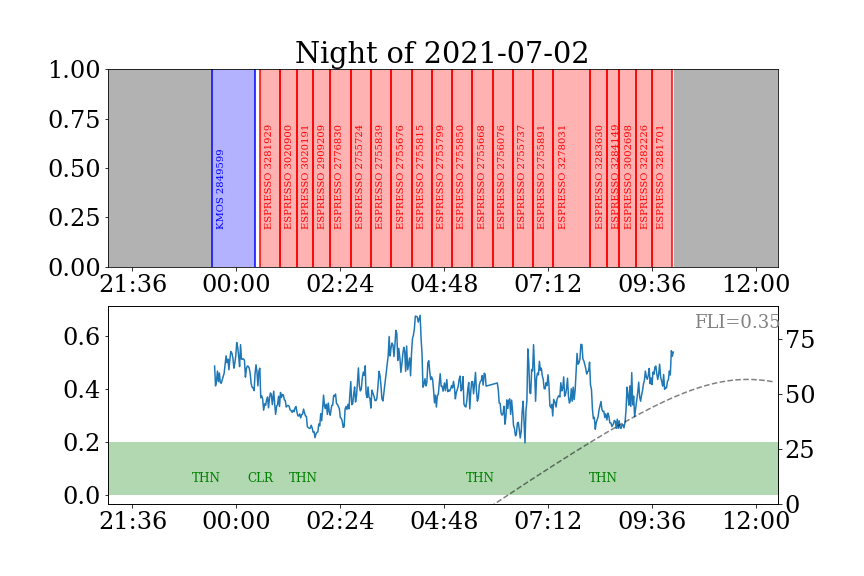 Night of 2021-07-02
1.00
0.75
0.50
0.25
0.00
KMOS 2849599
ESPRESSO 3281929
ESPRESSO 3020900
ESPRESSO 3020191
ESPRESSO 2909209
ESPRESSO 2776830
ESPRESSO 2755724
ESPRESSO 2755839
ESPRESSO 2755676
ESPRESSO 2755815
ESPRESSO 2755799
ESPRESSO 2755850
ESPRESSO 2755668
ESPRESSO 2756076
ESPRESSO 2755737
ESPRESSO 2755891
ESPRESSO 3278031
ESPRESSO 3283630
ESPRESSO 3284149
ESPRESSO 3002698
ESPRESSO 3282226
ESPRESSO 3281701
21:36 00:00 02:24 04:48 07:12 09:36 12:00
FLI=0.35
0.6
0.4
0.2
0.0
75
50
25
0
THN CLR THN THN THN
21:36 00:00 02:24 04:48 07:12 09:36 12:00